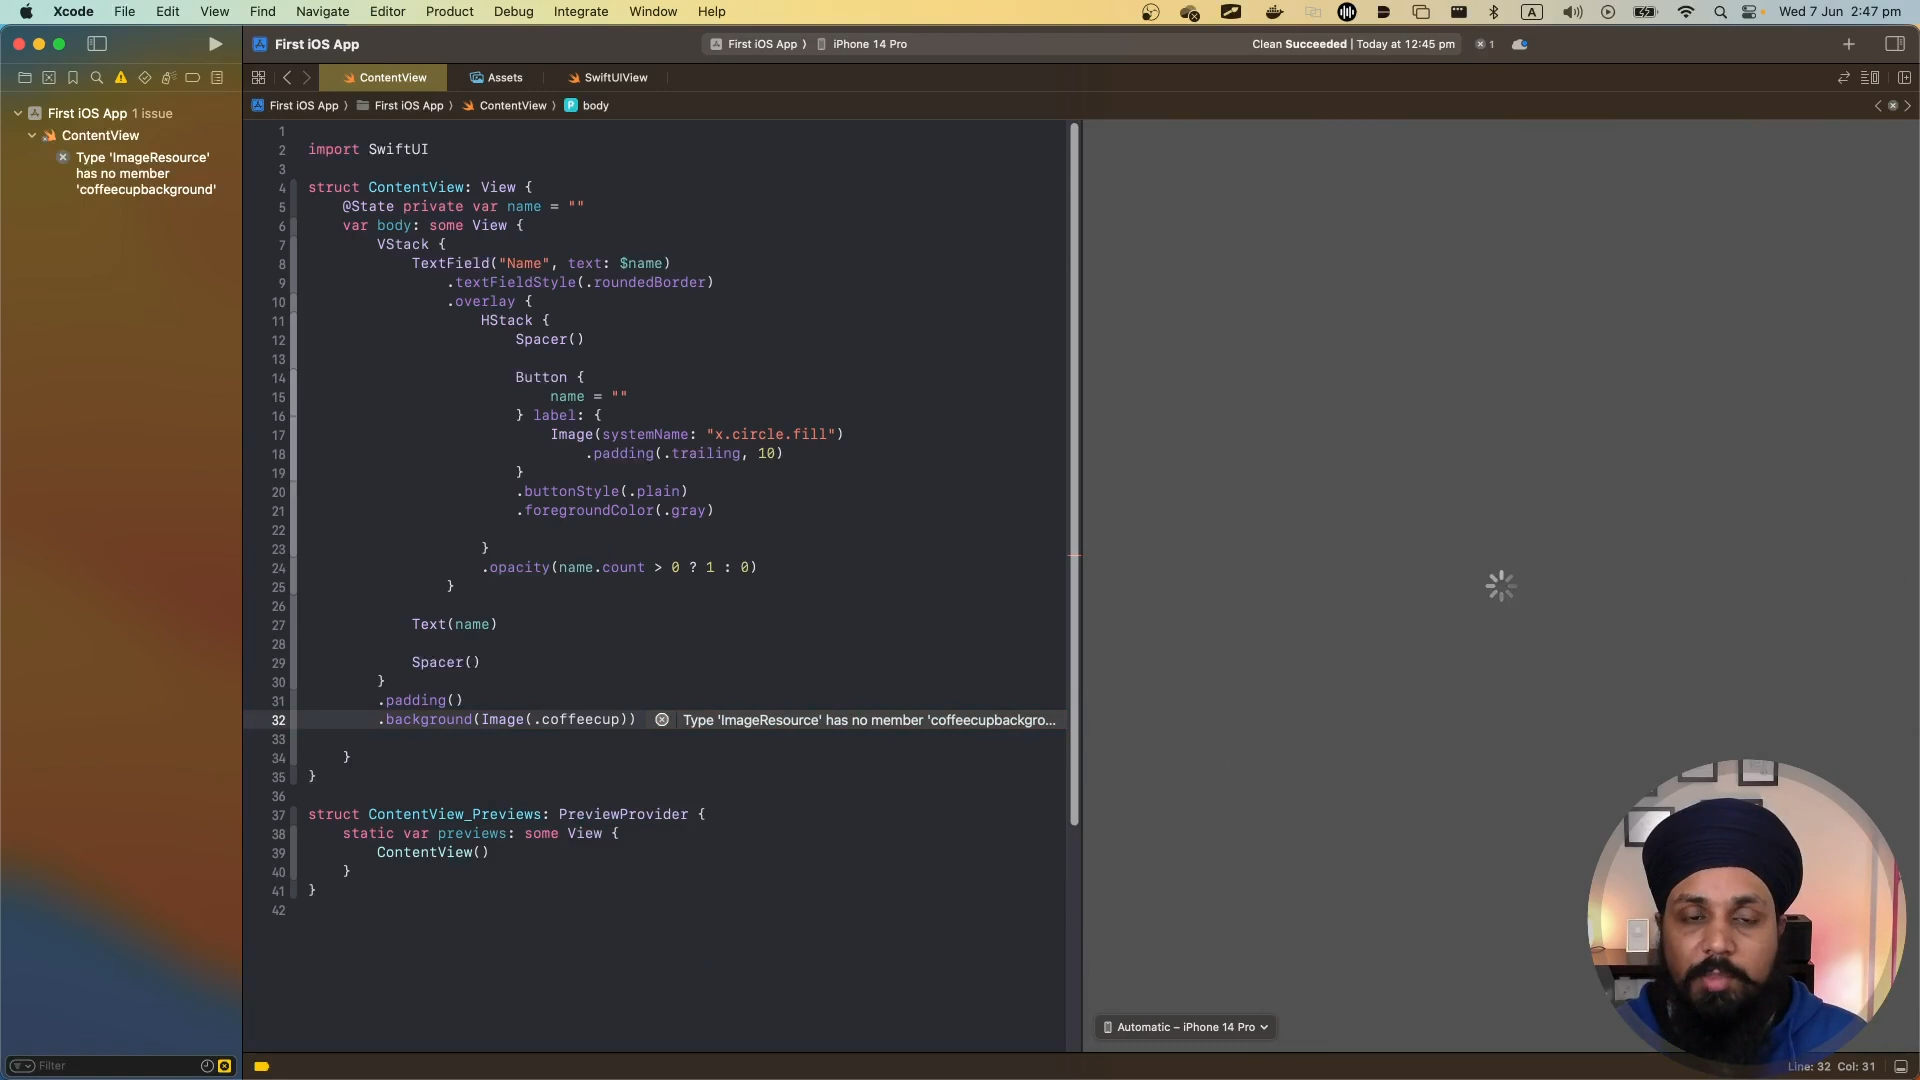 Xcode File Edit View Find Navigate Editor Product Debug Integrate Window Help
A
Wed 7 Jun 2:47 pm
First iOS App
First iOS App ⟩ iPhone 14 Pro
Clean Succeeded | Today at 12:45 pm
1
ContentView
Assets
SwiftUIView
First iOS App ⟩ First iOS App ⟩ ContentView ⟩ P body
First iOS App 1 issue
ContentView
Type 'ImageResource'
has no member
'coffeecupbackground'
1
2 import SwiftUI
3
4 struct ContentView: View {
5 @State private var name = ""
6 var body: some View {
7 VStack {
8 TextField("Name", text: $name)
9 .textFieldStyle(.roundedBorder)
10 .overlay {
11 HStack {
12 Spacer()
13
14 Button {
15 name = ""
16 } label: {
17 Image(systemName: "x.circle.fill")
18 .padding(.trailing, 10)
19 }
20 .buttonStyle(.plain)
21 .foregroundColor(.gray)
22
23 }
24 .opacity(name.count > 0 ? 1 : 0)
25 }
26
27 Text(name)
28
29 Spacer()
30 }
31 .padding()
32 .background(Image(.coffeecup)) Type 'ImageResource' has no member 'coffeecupbackgro...
33
34 }
35 }
36
37 struct ContentView_Previews: PreviewProvider {
38 static var previews: some View {
39 ContentView()
40 }
41 }
42
Automatic – iPhone 14 Pro
Filter
Line: 32 Col: 31